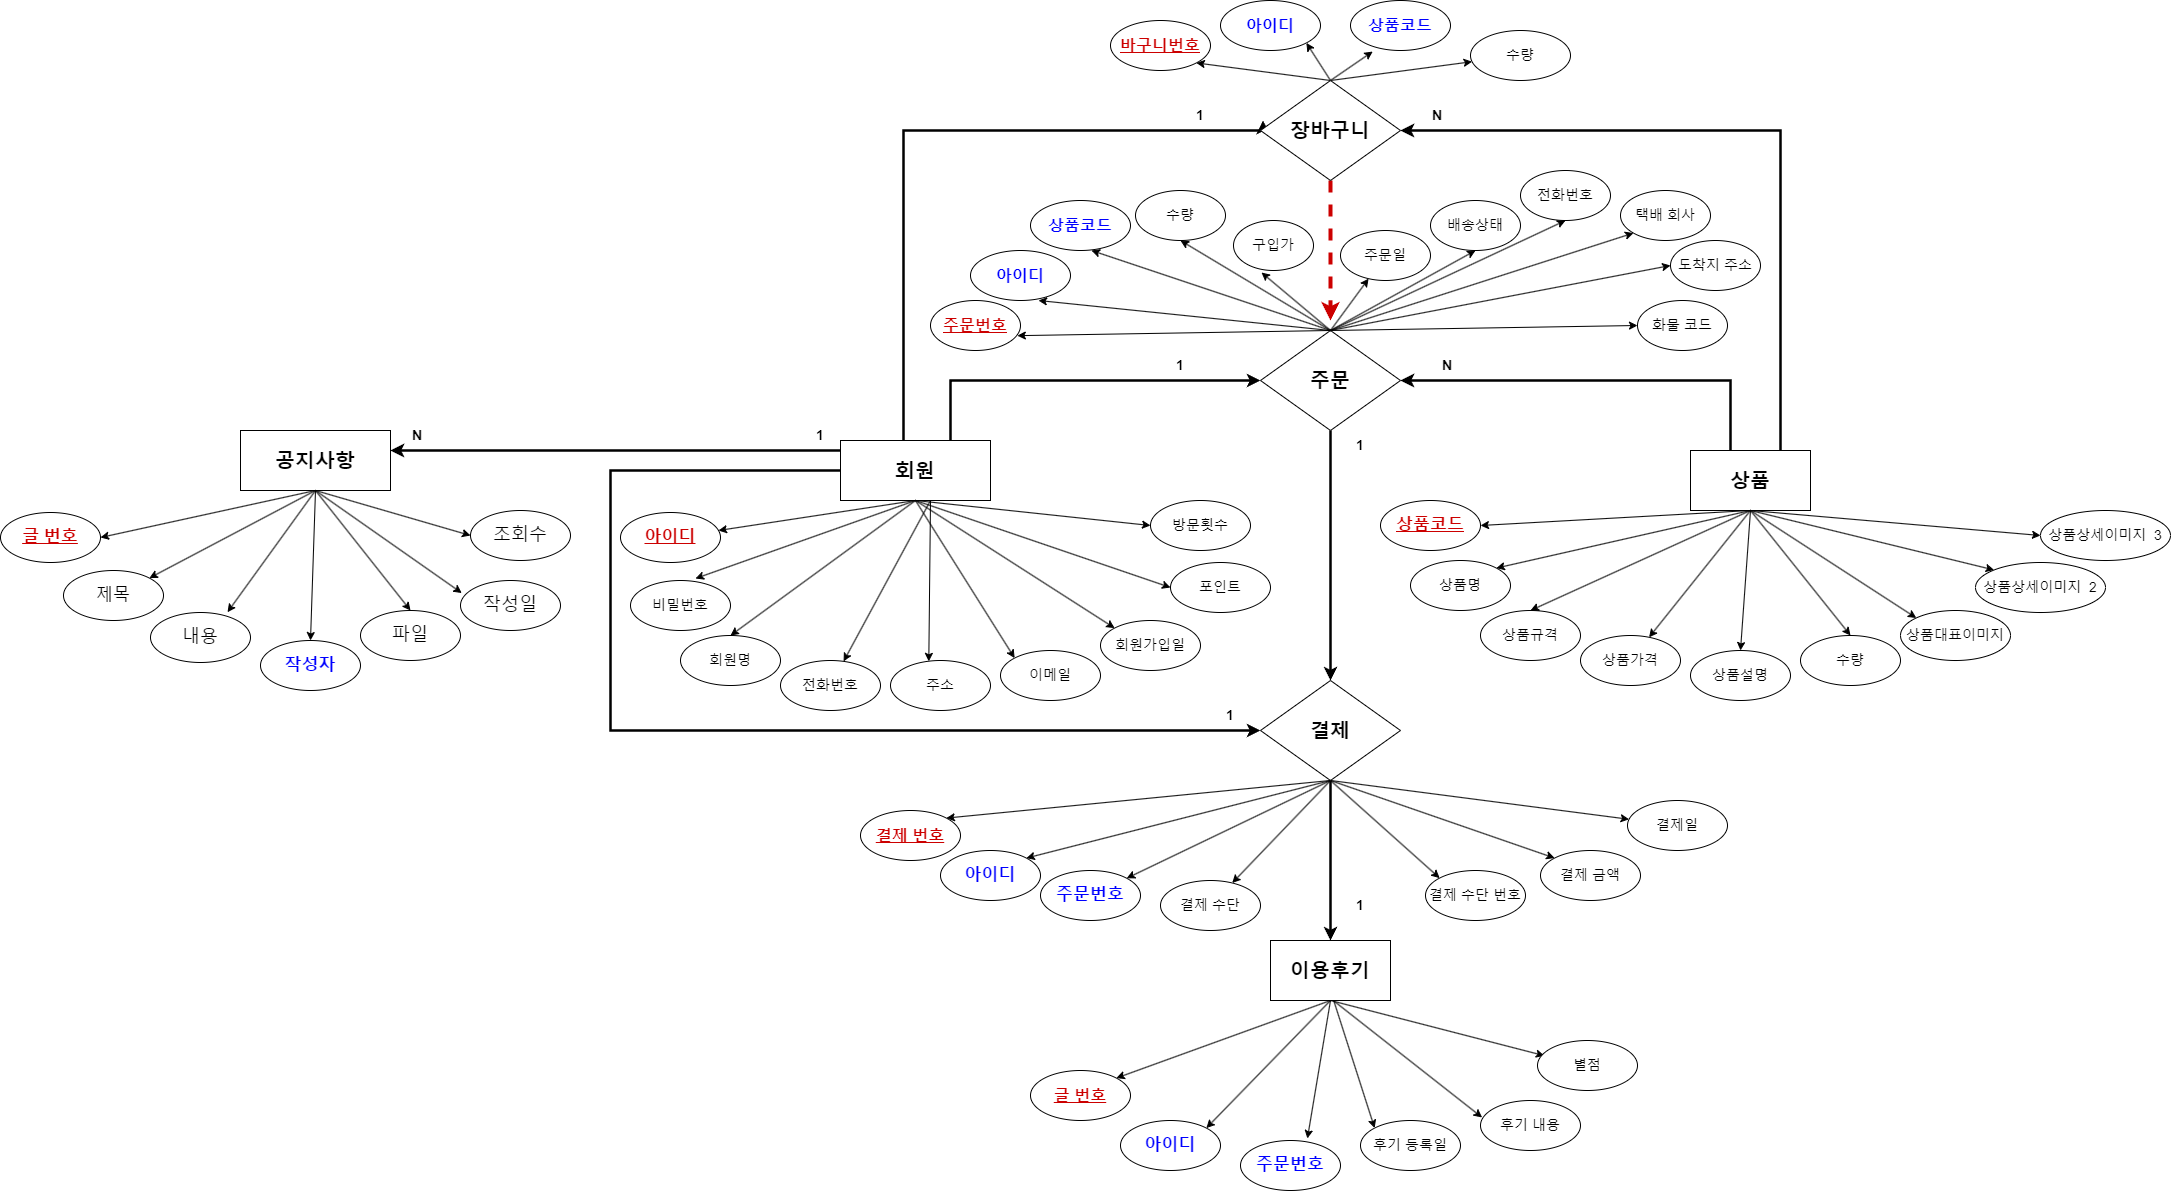 아이디
상품코드
바구니번호
수량
1
N
장바구니
전화번호
수량
택배 회사
상품코드
배송상태
구입가
주문일
도착지 주소
아이디
주문번호
화물 코드
1
N
주문
N
1
1
공지사항
회원
상품
글 번호
조회수
제목
작성일
내용
파일
작성자
아이디
방문횟수
비밀번호
포인트
회원명
회원가입일
전화번호
주소
이메일
상품코드
상품상세이미지 3
상품명
상품상세이미지 2
상품규격
상품대표이미지
상품가격
수량
상품설명
1
결제
결제 번호
결제일
아이디
결제 금액
주문번호
결제 수단 번호
결제 수단
1
이용후기
별점
글 번호
후기 내용
아이디
후기 등록일
주문번호